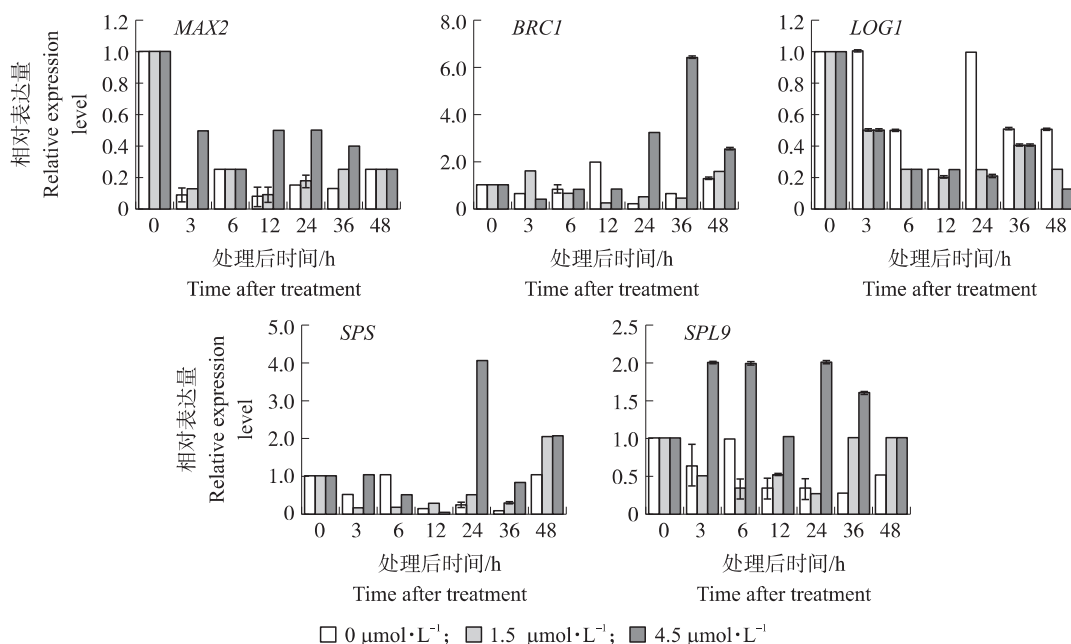 MAX2
BRC1
LOG1
相对表达量
Relative expression
level
1.2
1.0
0.8
0.6
0.4
0.2
0
8.0
6.0
4.0
2.0
0
1.2
1.0
0.8
0.6
0.4
0.2
0
0 3 6 12 24 36 48
0 3 6 12 24 36 48
0 3 6 12 24 36 48
处理后时间/h
处理后时间/h
处理后时间/h
Time after treatment
Time after treatment
Time after treatment
SPS
SPL9
相对表达量
Relative expression
level
5.0
4.0
3.0
2.0
1.0
0
相对表达量
Relative expression
level
2.5
2.0
1.5
1.0
0.5
0
0 3 6 12 24 36 48
0 3 6 12 24 36 48
处理后时间/h
处理后时间/h
Time after treatment
Time after treatment
0 μmol·L⁻¹; 1.5 μmol·L⁻¹; 4.5 μmol·L⁻¹